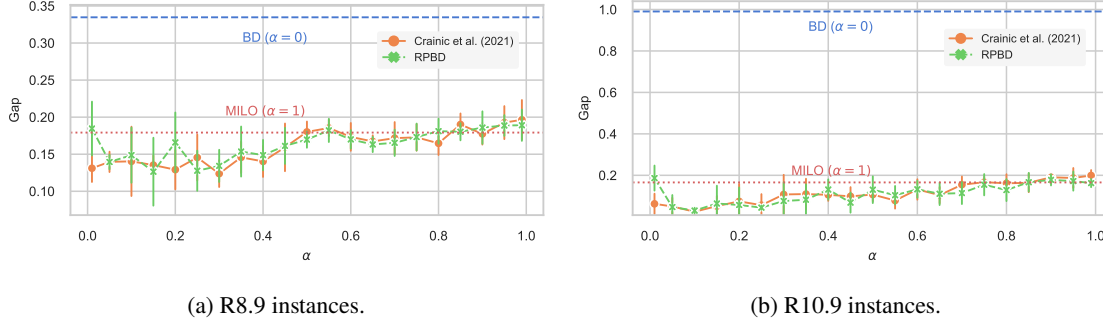 0.35
0.30
0.25
0.20
0.15
0.10
Gap
BD (α = 0)
Crainic et al. (2021)
RPBD
MILO (α = 1)
0.0 0.2 0.4 0.6 0.8 1.0
α
(a) R8.9 instances.
1.0
0.8
0.6
0.4
0.2
Gap
BD (α = 0)
Crainic et al. (2021)
RPBD
MILO (α = 1)
0.0 0.2 0.4 0.6 0.8 1.0
α
(b) R10.9 instances.